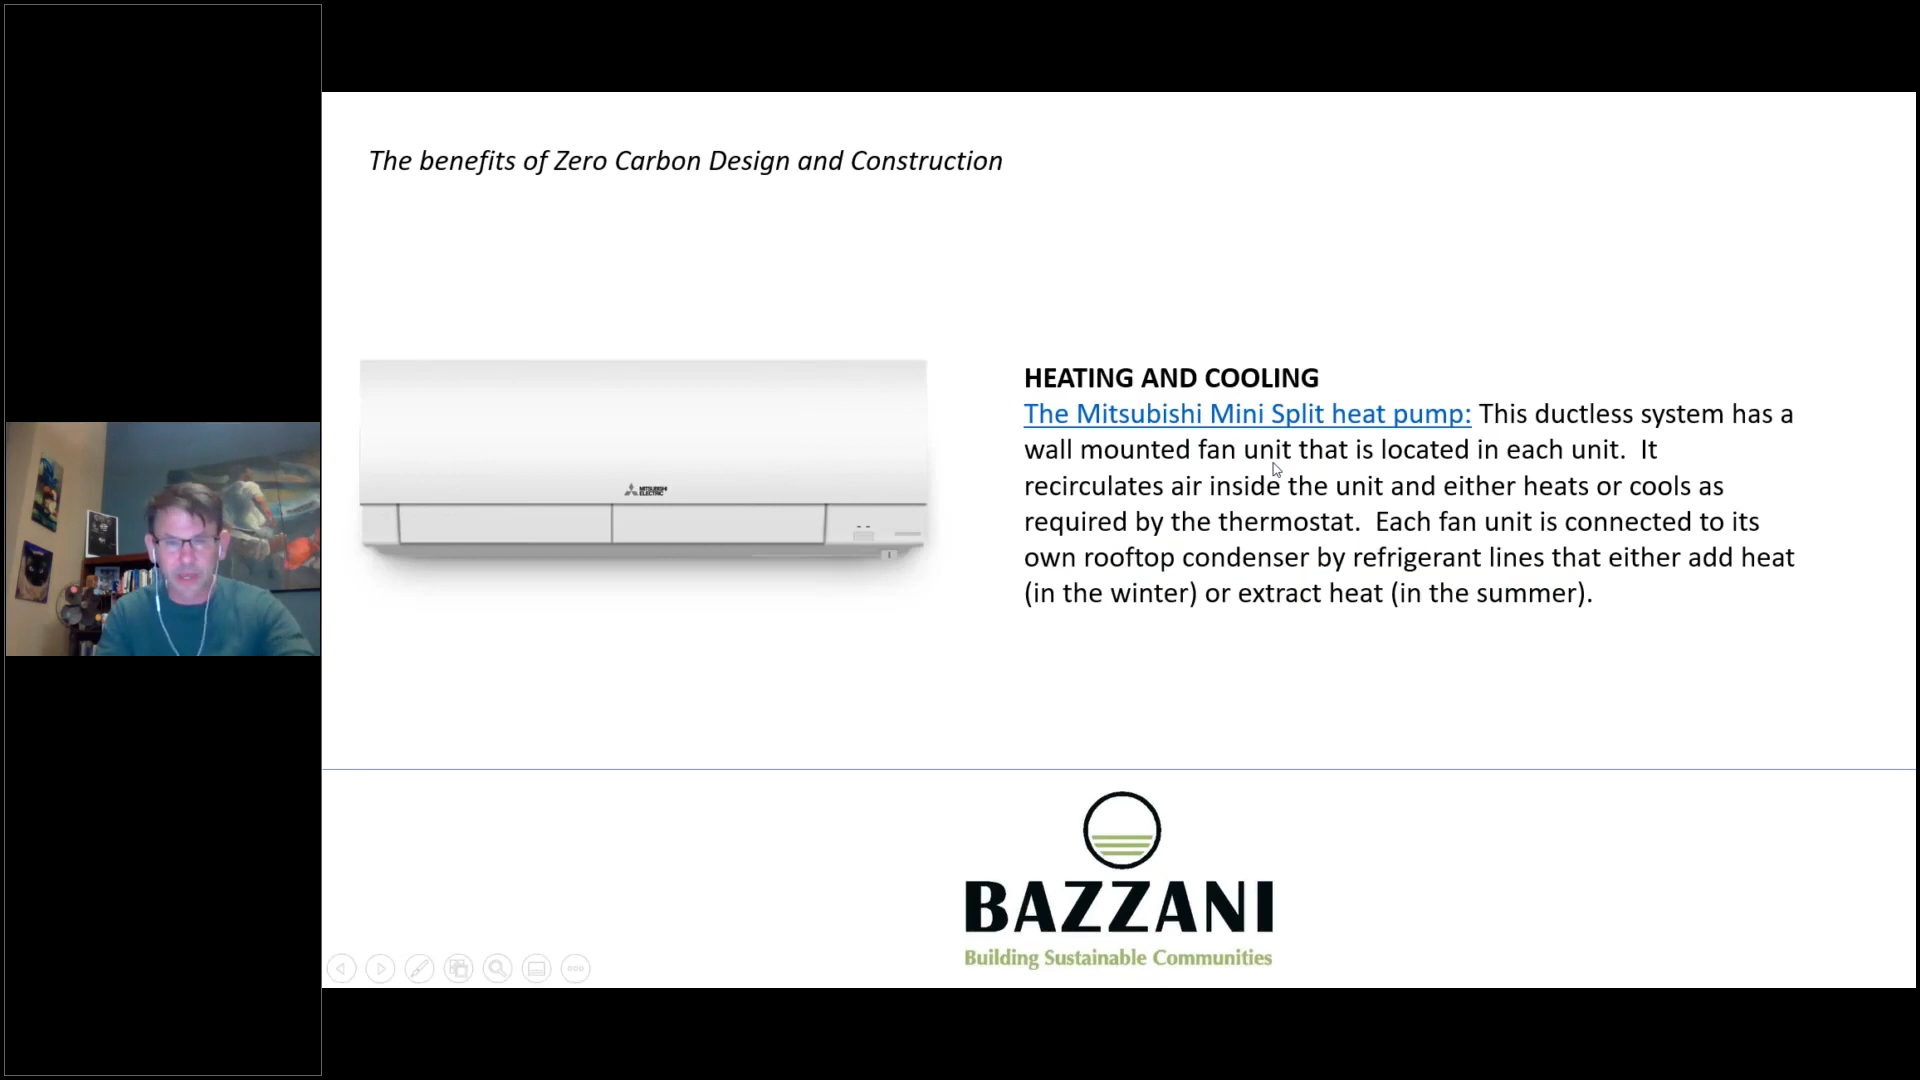 The benefits of Zero Carbon Design and Construction
MITSUBISHI
ELECTRIC
HEATING AND COOLING
The Mitsubishi Mini Split heat pump: This ductless system has a
wall mounted fan unit that is located in each unit.  It
recirculates air inside the unit and either heats or cools as
required by the thermostat.  Each fan unit is connected to its
own rooftop condenser by refrigerant lines that either add heat
(in the winter) or extract heat (in the summer).
BAZZANI
Building Sustainable Communities